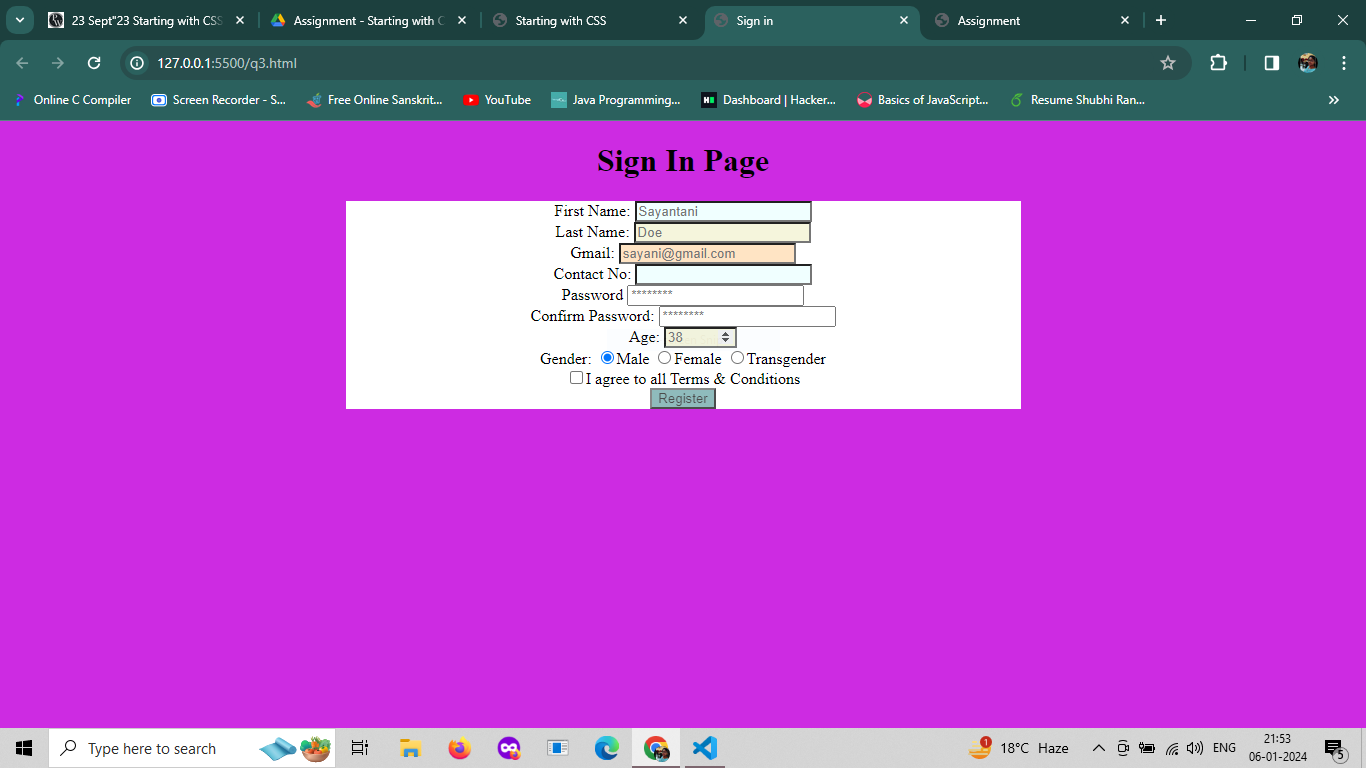 23 Sept"23 Starting with CSS
Assignment - Starting with C
Starting with CSS
Sign in
Assignment
127.0.0.1:5500/q3.html
Online C Compiler
Screen Recorder - S...
Free Online Sanskrit...
YouTube
Java Programming...
Dashboard | Hacker...
Basics of JavaScript...
Resume Shubhi Ran...
Sign In Page
First Name: Sayantani
Last Name: Doe
Gmail: sayani@gmail.com
Contact No:
Password ********
Confirm Password: ********
Age: 38
Gender: Male Female Transgender
I agree to all Terms & Conditions
Register
Type here to search
1
18°C Haze
ENG
21:53
06-01-2024
5